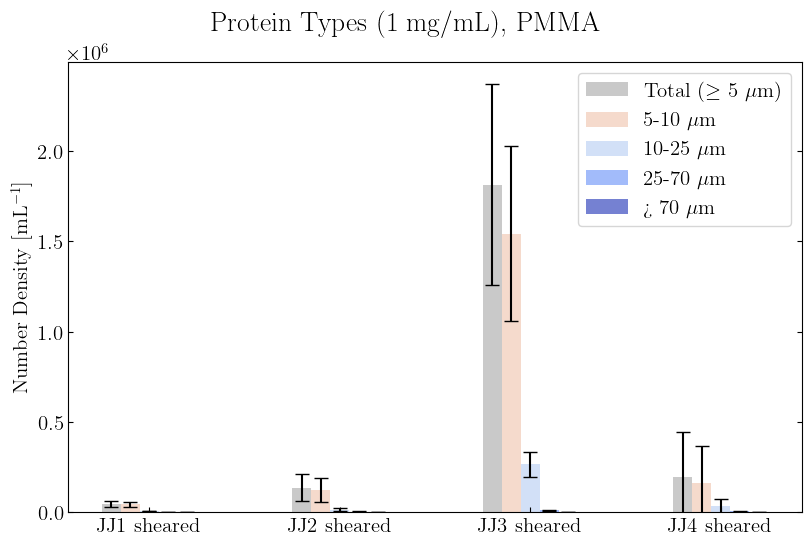 Protein Types (1 mg/mL), PMMA
×10⁶
Number Density [mL⁻¹]
2.0
1.5
1.0
0.5
0.0
Total (≥ 5 μm)
5-10 μm
10-25 μm
25-70 μm
¿ 70 μm
JJ1 sheared
JJ2 sheared
JJ3 sheared
JJ4 sheared